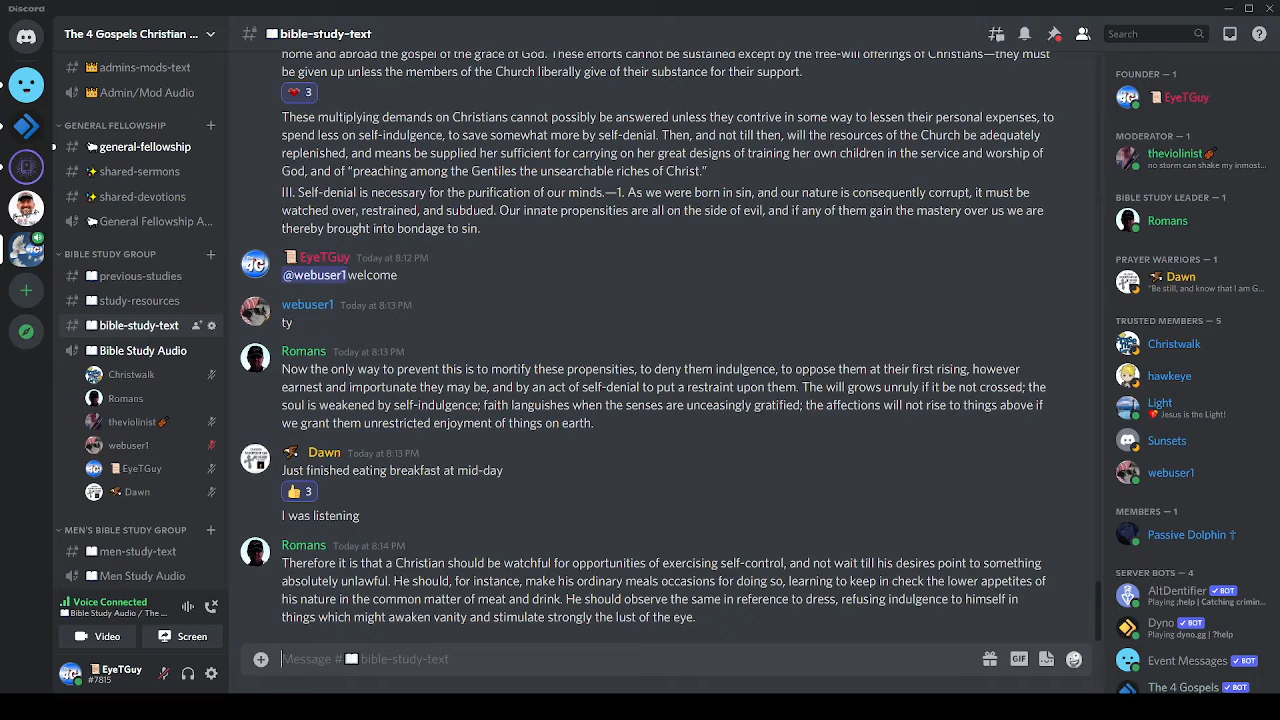 Discord
The 4 Gospels Christian ...
admins-mods-text
Admin/Mod Audio
GENERAL FELLOWSHIP
general-fellowship
shared-sermons
shared-devotions
General Fellowship A...
BIBLE STUDY GROUP
previous-studies
study-resources
bible-study-text
Bible Study Audio
Christwalk
Romans
theviolinist
webuser1
EyeTGuy
Dawn
MEN'S BIBLE STUDY GROUP
men-study-text
Men Study Audio
Voice Connected
Bible Study Audio / The ...
Video
Screen
EyeTGuy
#7815
bible-study-text
Search
home and abroad the gospel of the grace of God. These efforts cannot be sustained except by the free-will offerings of Christians—they must
be given up unless the members of the Church liberally give of their substance for their support.
3
These multiplying demands on Christians cannot possibly be answered unless they contrive in some way to lessen their personal expenses, to
spend less on self-indulgence, to save somewhat more by self-denial. Then, and not till then, will the resources of the Church be adequately
replenished, and means be supplied her sufficient for carrying on her great designs of training her own children in the service and worship of
God, and of “preaching among the Gentiles the unsearchable riches of Christ.”
III. Self-denial is necessary for the purification of our minds.—1. As we were born in sin, and our nature is consequently corrupt, it must be
watched over, restrained, and subdued. Our innate propensities are all on the side of evil, and if any of them gain the mastery over us we are
thereby brought into bondage to sin.
EyeTGuy Today at 8:12 PM
@webuser1 welcome
webuser1 Today at 8:13 PM
ty
Romans Today at 8:13 PM
Now the only way to prevent this is to mortify these propensities, to deny them indulgence, to oppose them at their first rising, however
earnest and importunate they may be, and by an act of self-denial to put a restraint upon them. The will grows unruly if it be not crossed; the
soul is weakened by self-indulgence; faith languishes when the senses are unceasingly gratified; the affections will not rise to things above if
we grant them unrestricted enjoyment of things on earth.
Dawn Today at 8:13 PM
Just finished eating breakfast at mid-day
3
I was listening
Romans Today at 8:14 PM
Therefore it is that a Christian should be watchful for opportunities of exercising self-control, and not wait till his desires point to something
absolutely unlawful. He should, for instance, make his ordinary meals occasions for doing so, learning to keep in check the lower appetites of
his nature in the common matter of meat and drink. He should observe the same in reference to dress, refusing indulgence to himself in
things which might awaken vanity and stimulate strongly the lust of the eye.
Message # bible-study-text
GIF
FOUNDER — 1
EyeTGuy
MODERATOR — 1
theviolinist
no storm can shake my inmost...
BIBLE STUDY LEADER — 1
Romans
PRAYER WARRIORS — 1
Dawn
"Be still, and know that I am G...
TRUSTED MEMBERS — 5
Christwalk
hawkeye
Light
Jesus is the Light!
Sunsets
webuser1
MEMBERS — 1
Passive Dolphin †
SERVER BOTS — 4
AltDentifier BOT
Playing ;help | Catching crimin...
Dyno BOT
Playing dyno.gg | ?help
Event Messages BOT
The 4 Gospels BOT